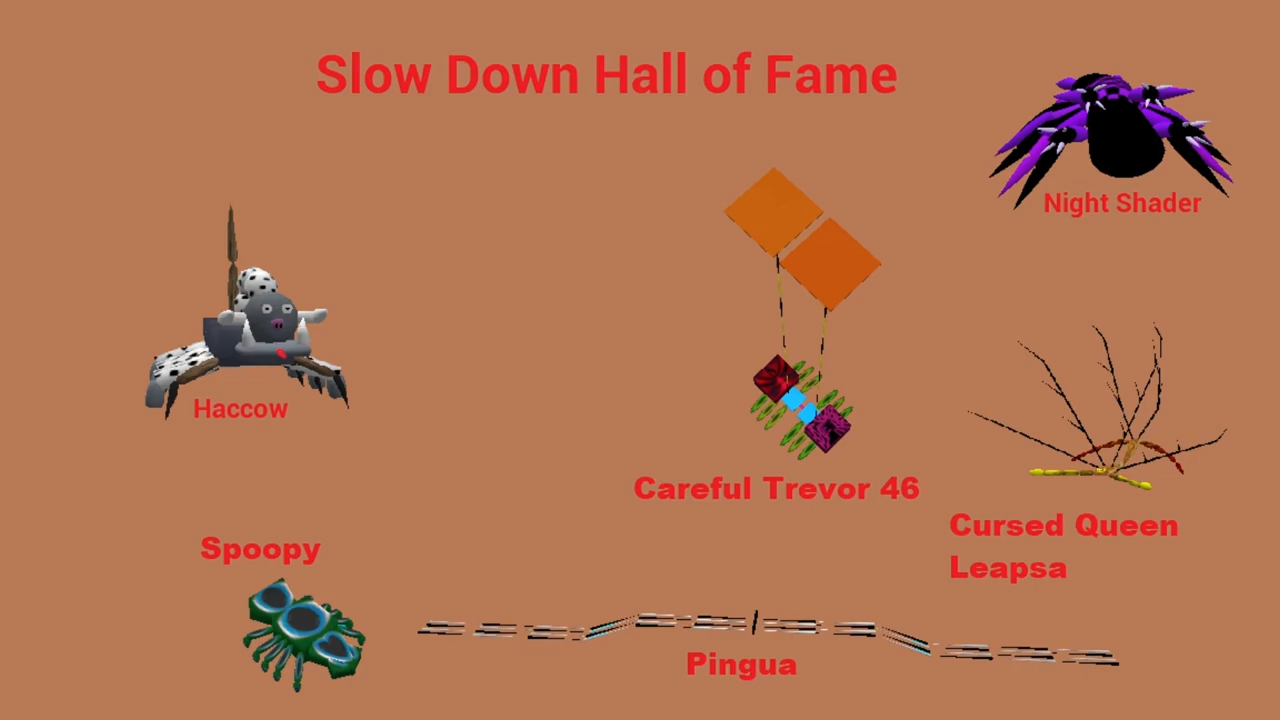 Slow Down Hall of Fame
Night Shader
Haccow
Careful Trevor 46
Cursed Queen
Leapsa
Spoopy
Pingua